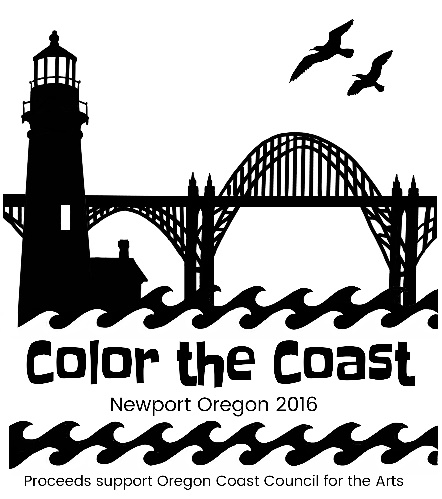 Color the Coast
Newport Oregon 2016
Proceeds support Oregon Coast Council for the Arts